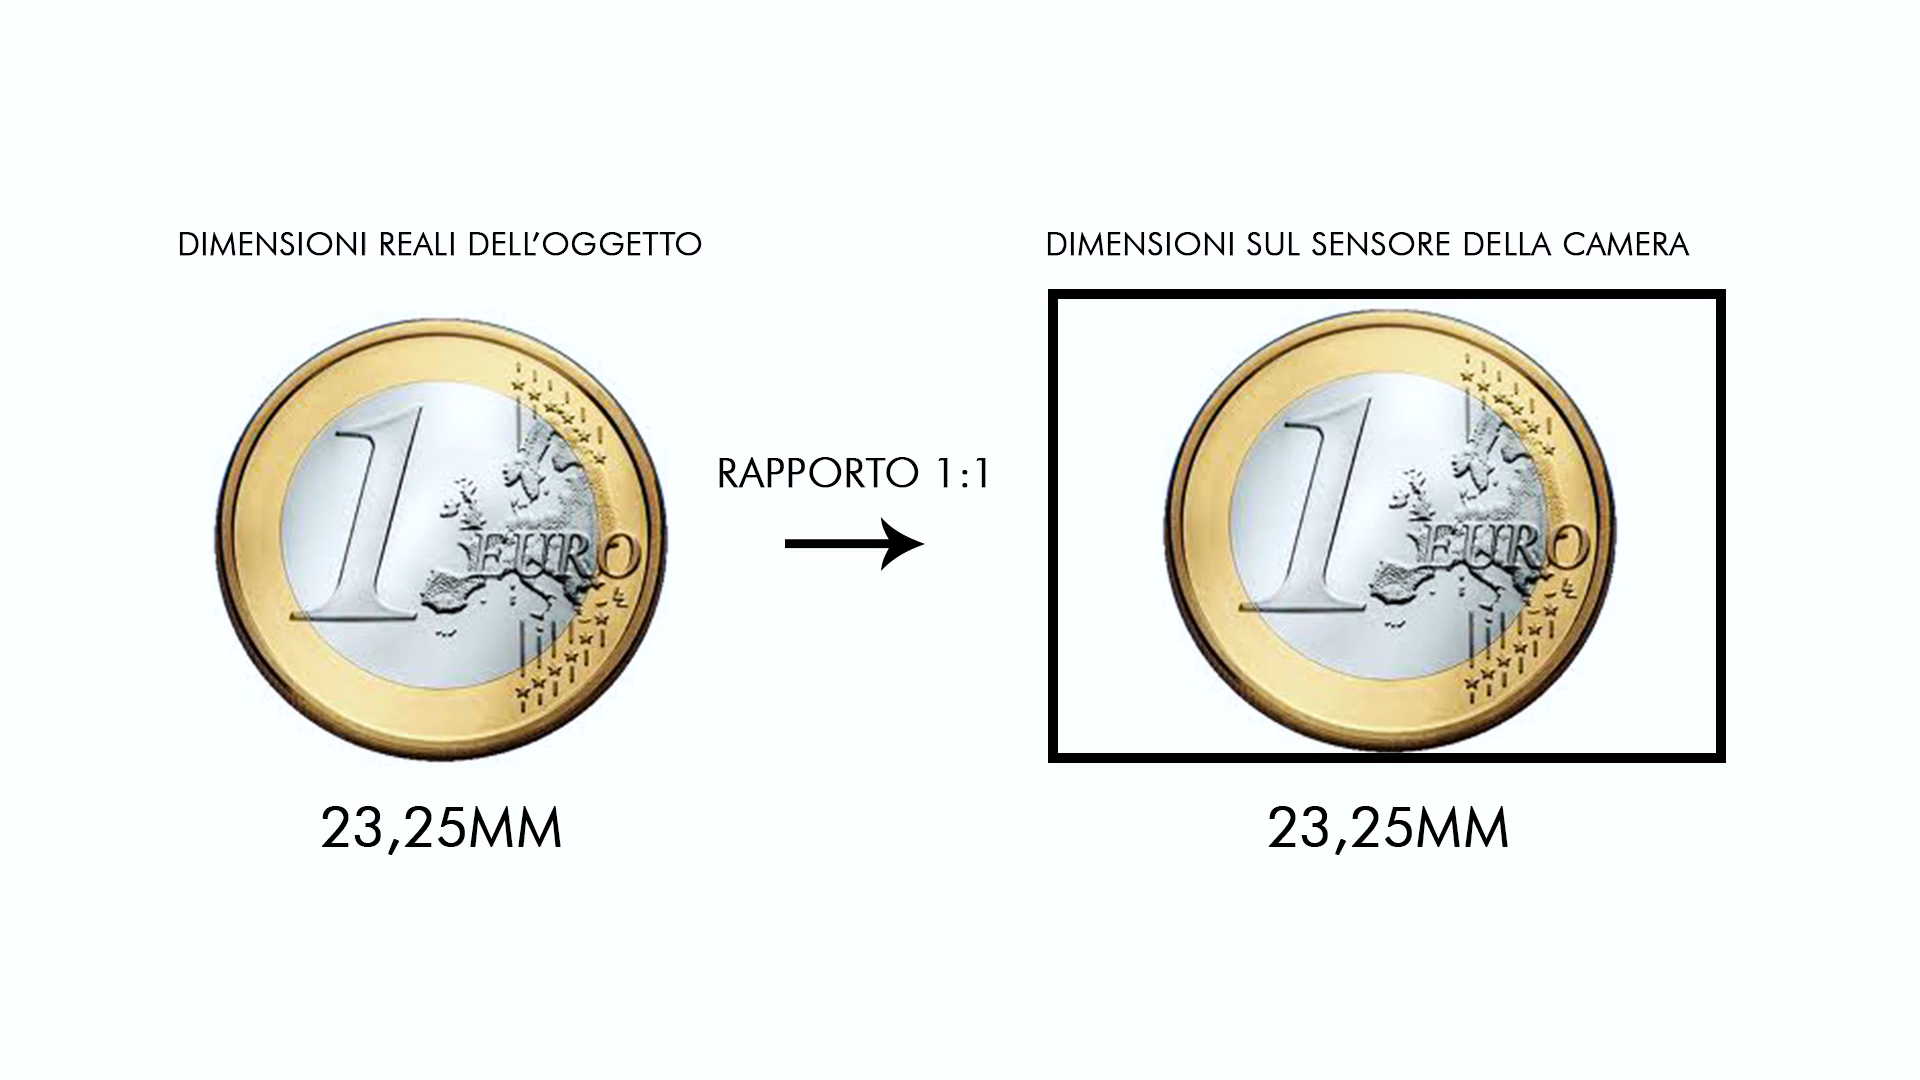 DIMENSIONI REALI DELL’OGGETTO
DIMENSIONI SUL SENSORE DELLA CAMERA
1
EURO
RAPPORTO 1:1
1
EURO
23,25MM
23,25MM